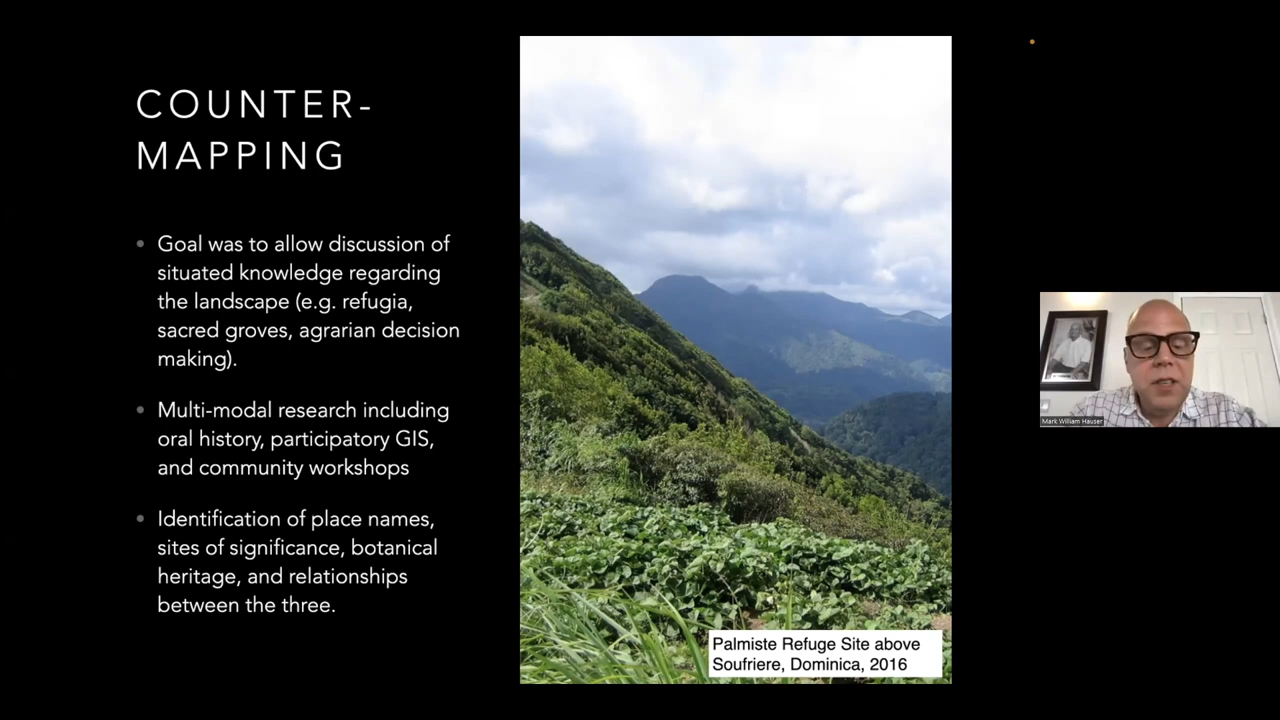 COUNTER-
MAPPING
Goal was to allow discussion of
situated knowledge regarding
the landscape (e.g. refugia,
sacred groves, agrarian decision
making).
Multi-modal research including
oral history, participatory GIS,
and community workshops
Identification of place names,
sites of significance, botanical
heritage, and relationships
between the three.
Palmiste Refuge Site above
Soufriere, Dominica, 2016
Mark William Hauser